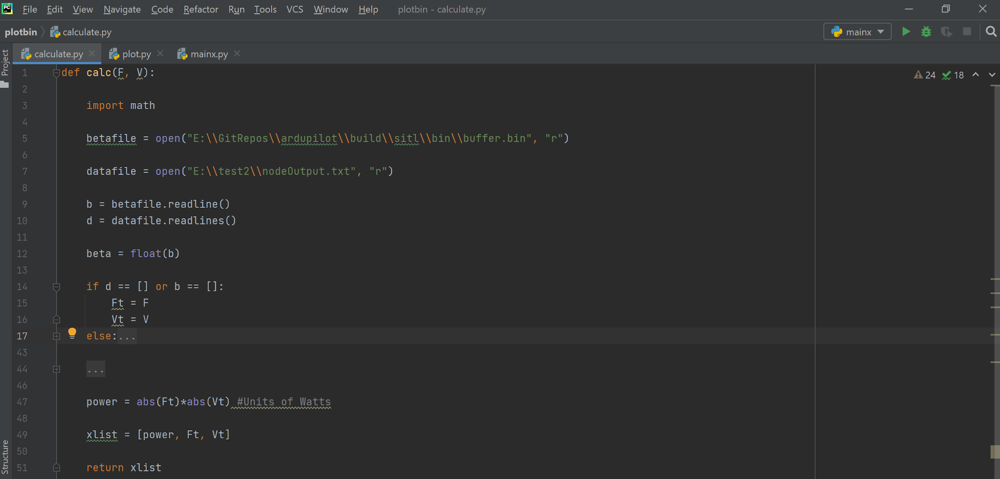 PC File Edit View Navigate Code Refactor Run Tools VCS Window Help plotbin - calculate.py
plotbin calculate.py mainx
calculate.py plot.py mainx.py
Project
24 18
1 def calc(F, V):
2
3 import math
4
5 betafile = open("E:\\GitRepos\\ardupilot\\build\\sitl\\bin\\buffer.bin", "r")
6
7 datafile = open("E:\\test2\\nodeOutput.txt", "r")
8
9 b = betafile.readline()
10 d = datafile.readlines()
11
12 beta = float(b)
13
14 if d == [] or b == []:
15 Ft = F
16 Vt = V
17 else:...
43
44 ...
46
47 power = abs(Ft)*abs(Vt) #Units of Watts
48
49 xlist = [power, Ft, Vt]
50
51 return xlist
Structure